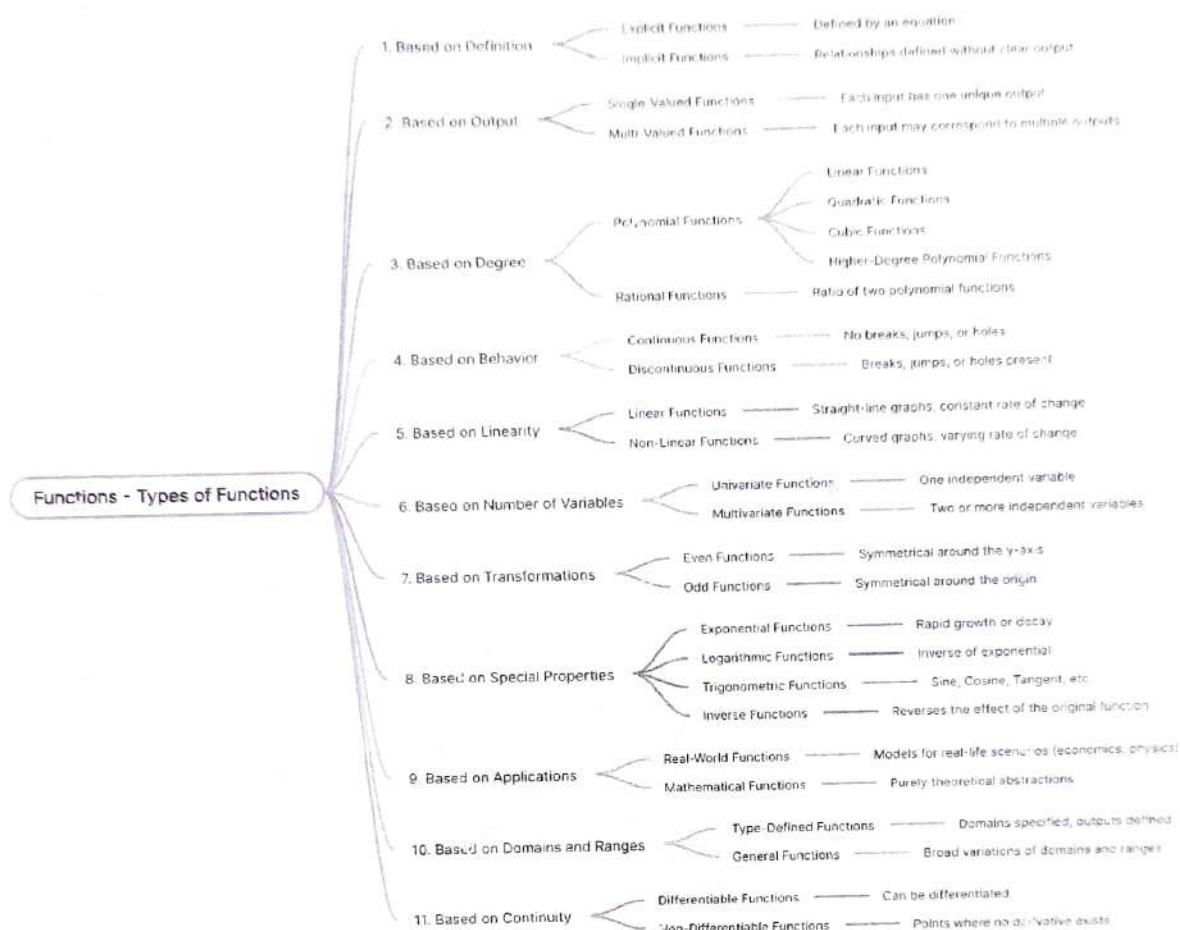 Functions - Types of Functions
1. Based on Definition
Explicit Functions
Defined by an equation
Implicit Functions
Relationships defined without clear output
2. Based on Output
Single-Valued Functions
Each input has one unique output
Multi-Valued Functions
Each input may correspond to multiple outputs
3. Based on Degree
Polynomial Functions
Linear Functions
Quadratic Functions
Cubic Functions
Higher-Degree Polynomial Functions
Rational Functions
Ratio of two polynomial functions
4. Based on Behavior
Continuous Functions
No breaks, jumps, or holes
Discontinuous Functions
Breaks, jumps, or holes present
5. Based on Linearity
Linear Functions
Straight-line graphs, constant rate of change
Non-Linear Functions
Curved graphs, varying rate of change
6. Based on Number of Variables
Univariate Functions
One independent variable
Multivariate Functions
Two or more independent variables
7. Based on Transformations
Even Functions
Symmetrical around the y-axis
Odd Functions
Symmetrical around the origin
8. Based on Special Properties
Exponential Functions
Rapid growth or decay
Logarithmic Functions
Inverse of exponential
Trigonometric Functions
Sine, Cosine, Tangent, etc.
Inverse Functions
Reverses the effect of the original function
9. Based on Applications
Real-World Functions
Models for real-life scenarios (economics, physics)
Mathematical Functions
Purely theoretical abstractions
10. Based on Domains and Ranges
Type-Defined Functions
Domains specified, outputs defined
General Functions
Broad variations of domains and ranges
11. Based on Continuity
Differentiable Functions
Can be differentiated
Non-Differentiable Functions
Points where no derivative exists